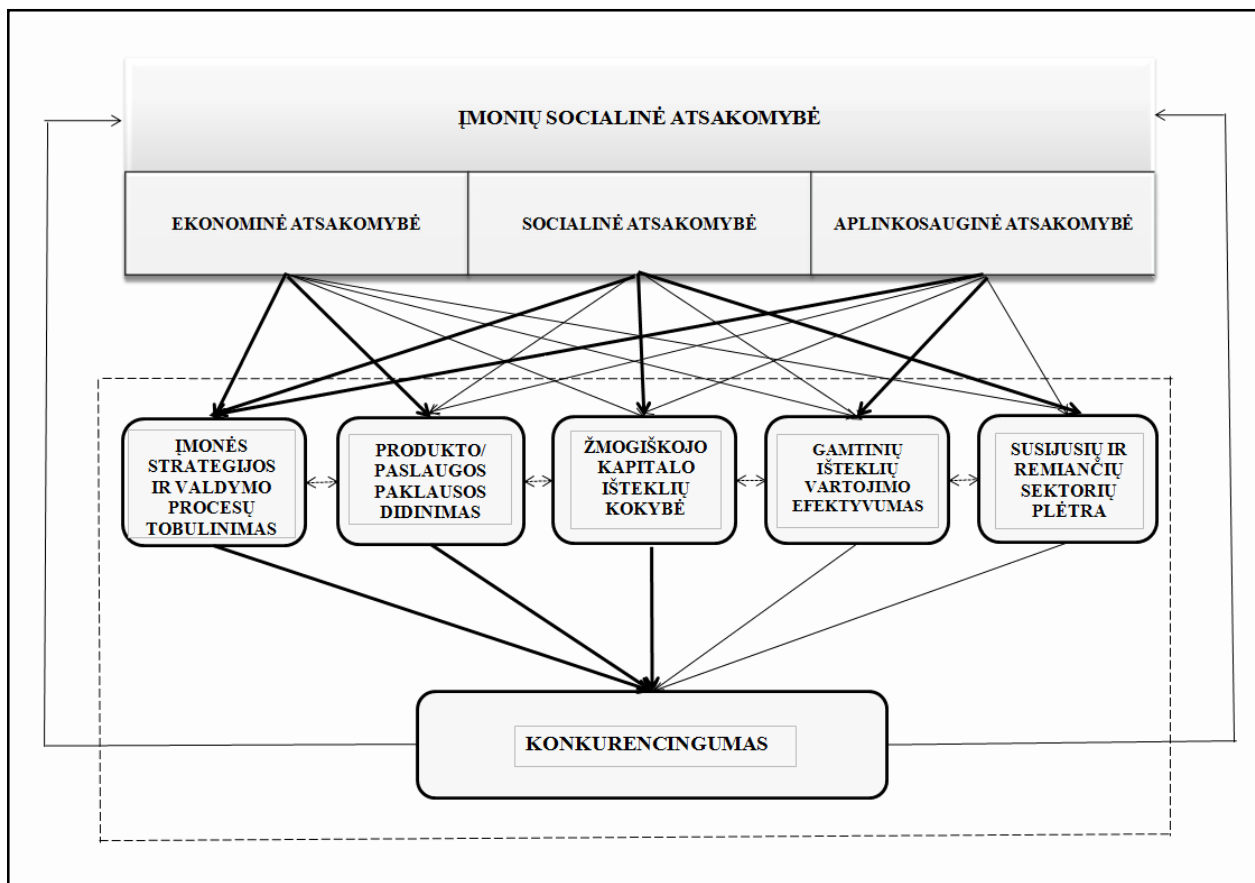 ĮMONIŲ SOCIALINĖ ATSAKOMYBĖ
EKONOMINĖ ATSAKOMYBĖ
SOCIALINĖ ATSAKOMYBĖ
APLINKOSAUGINĖ ATSAKOMYBĖ
ĮMONĖS
STRATEGIJOS
IR VALDYMO
PROCESŲ
TOBULINIMAS
PRODUKTO/
PASLAUGOS
PAKLAUSOS
DIDINIMAS
ŽMOGIŠKOJO
KAPITALO
IŠTEKLIŲ
KOKYBĖ
GAMTINIŲ
IŠTEKLIŲ
VARTOJIMO
EFEKTYVUMAS
SUSIJUSIŲ IR
REMIANČIŲ
SEKTORIŲ
PLĖTRA
KONKURENCINGUMAS